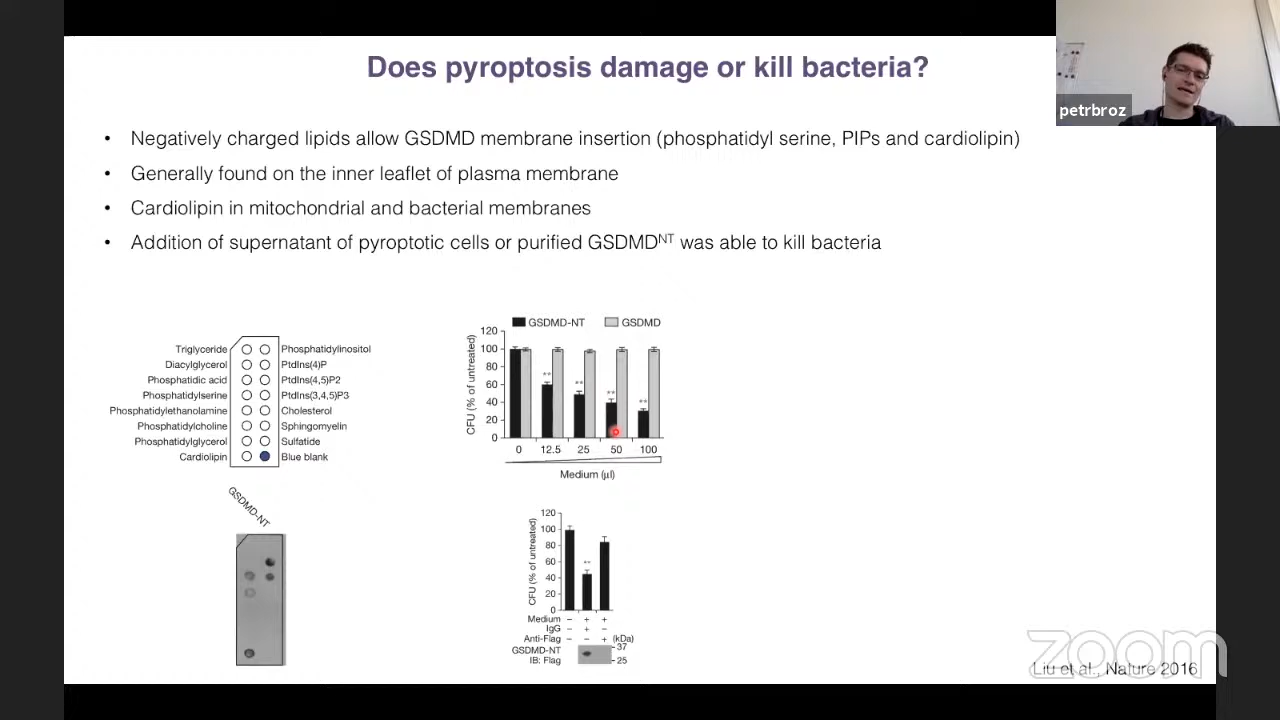 Does pyroptosis damage or kill bacteria?
petrbroz
• Negatively charged lipids allow GSDMD membrane insertion (phosphatidyl serine, PIPs and cardiolipin)
• Generally found on the inner leaflet of plasma membrane
• Cardiolipin in mitochondrial and bacterial membranes
• Addition of supernatant of pyroptotic cells or purified GSDMDNT was able to kill bacteria
Triglyceride Phosphatidylinositol
Diacylglycerol PtdIns(4)P
Phosphatidic acid PtdIns(4,5)P2
Phosphatidylserine PtdIns(3,4,5)P3
Phosphatidylethanolamine Cholesterol
Phosphatidylcholine Sphingomyelin
Phosphatidylglycerol Sulfatide
Cardiolipin Blue blank
GSDMD-NT
GSDMD-NT GSDMD
CFU (% of untreated)
120
100
80
60
40
20
0
** ** ** **
0 12.5 25 50 100
Medium (µl)
CFU (% of untreated)
120
100
80
60
40
20
0
**
Medium – + +
IgG – + –
Anti-Flag – – + (kDa)
GSDMD-NT
IB: Flag
37
25
Liu et al., Nature 2016
zoom